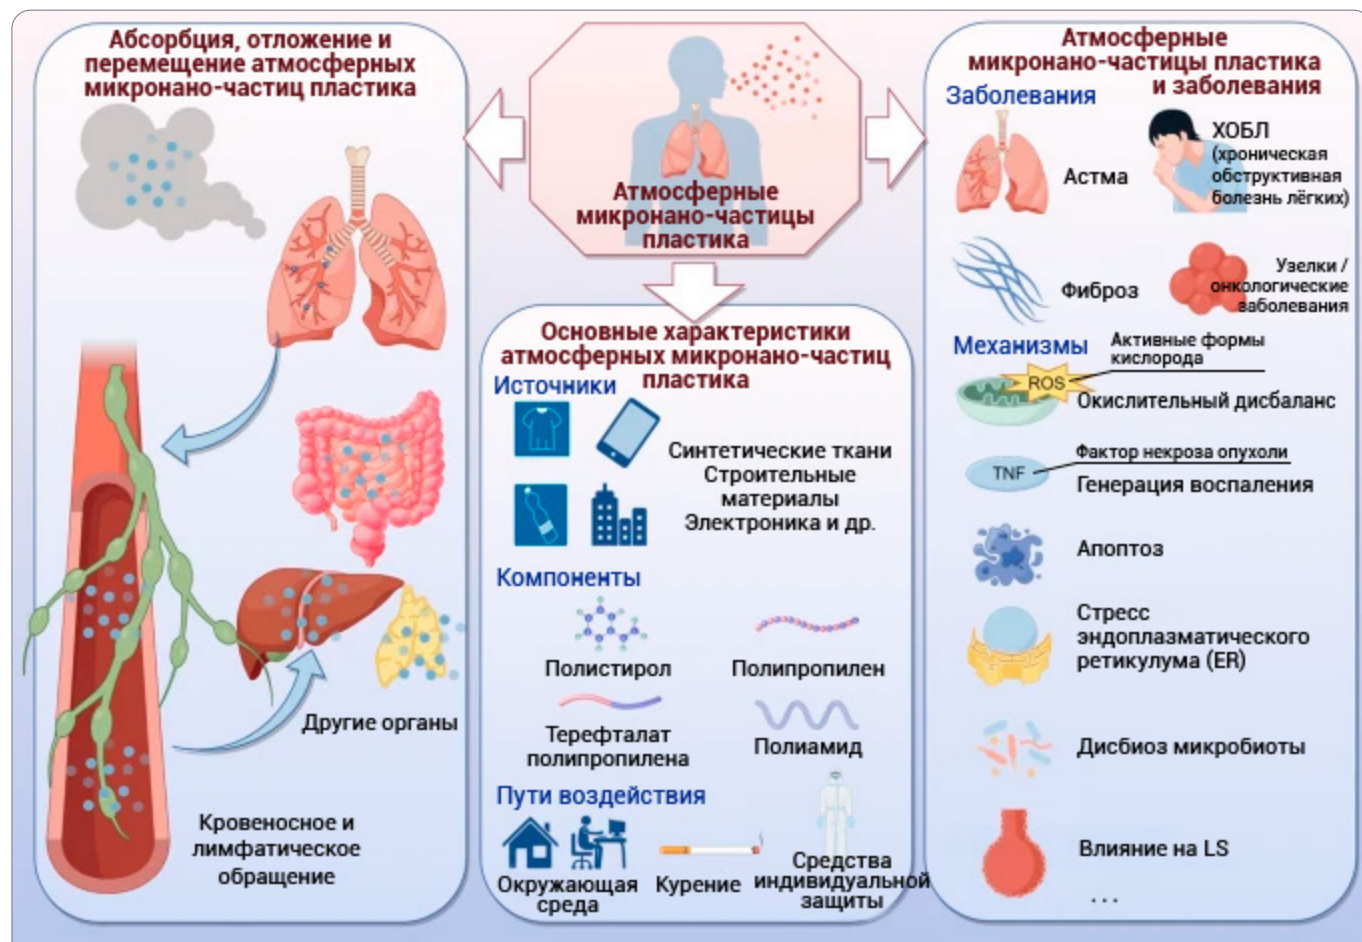 Абсорбция, отложение и
перемещение атмосферных
микронано-частиц пластика
Другие органы
Кровеносное и
лимфатическое
обращение
Атмосферные
микронано-частицы
пластика
Основные характеристики
атмосферных микронано-частиц
пластика
Источники
Синтетические ткани
Строительные
материалы
Электроника и др.
Компоненты
Полистирол
Полипропилен
Терефталат
полипропилена
Полиамид
Пути воздействия
Окружающая
среда
Курение
Средства
индивидуальной
защиты
Атмосферные
микронано-частицы пластика
и заболевания
Заболевания
Астма
ХОБЛ
(хроническая
обструктивная
болезнь лёгких)
Фиброз
Узелки /
онкологические
заболевания
Механизмы
Активные формы
кислорода
ROS
Окислительный дисбаланс
Фактор некроза опухоли
TNF
Генерация воспаления
Апоптоз
Стресс
эндоплазматического
ретикулума (ER)
Дисбиоз микробиоты
Влияние на LS
...